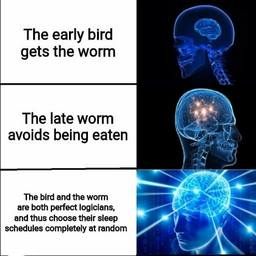 The early bird
gets the worm
The late worm
avoids being eaten
The bird and the worm
are both perfect logicians,
and thus choose their sleep
schedules completely at random